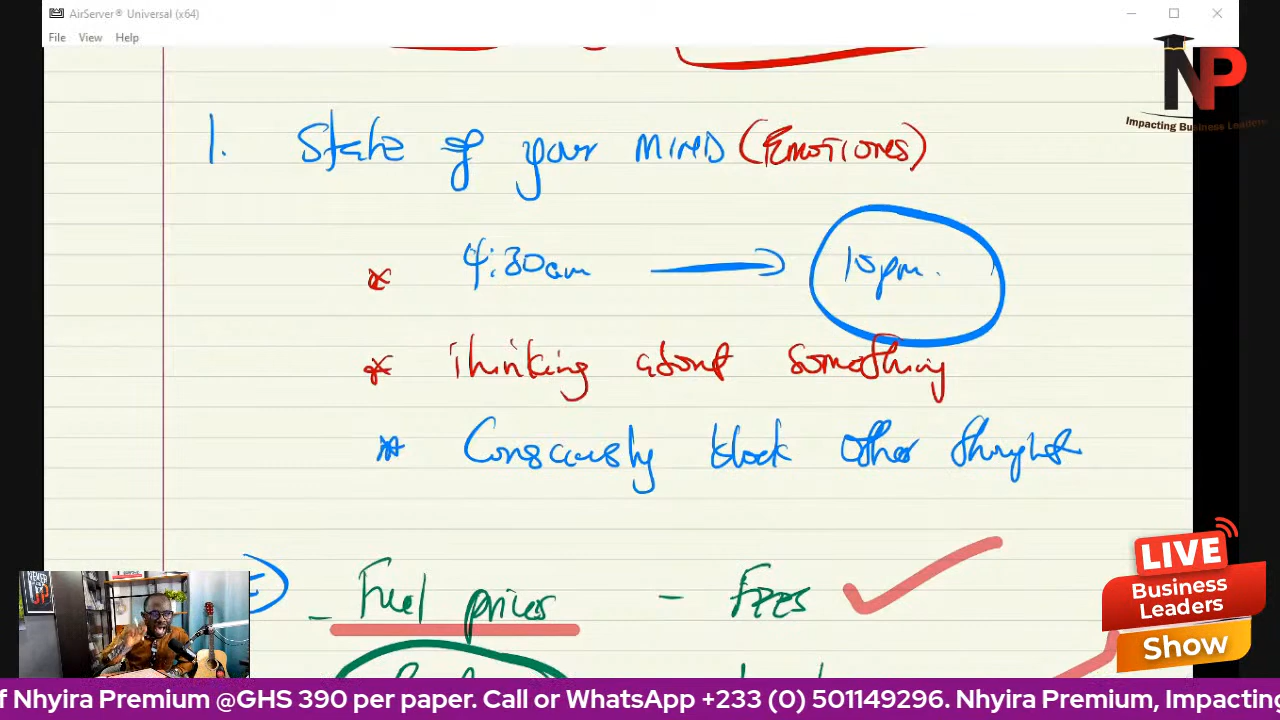 AirServer® Universal (x64)
File View Help
NP
Impacting Business Leaders
1. State of your MIND (EMOTIONES)
* 4:30am → 10pm.
* Thinking about something
* Consciously block other thought
- Fuel prices - FEES ✓
LIVE
Business
Leaders
Show
f Nhyira Premium @GHS 390 per paper. Call or WhatsApp +233 (0) 501149296. Nhyira Premium, Impacting